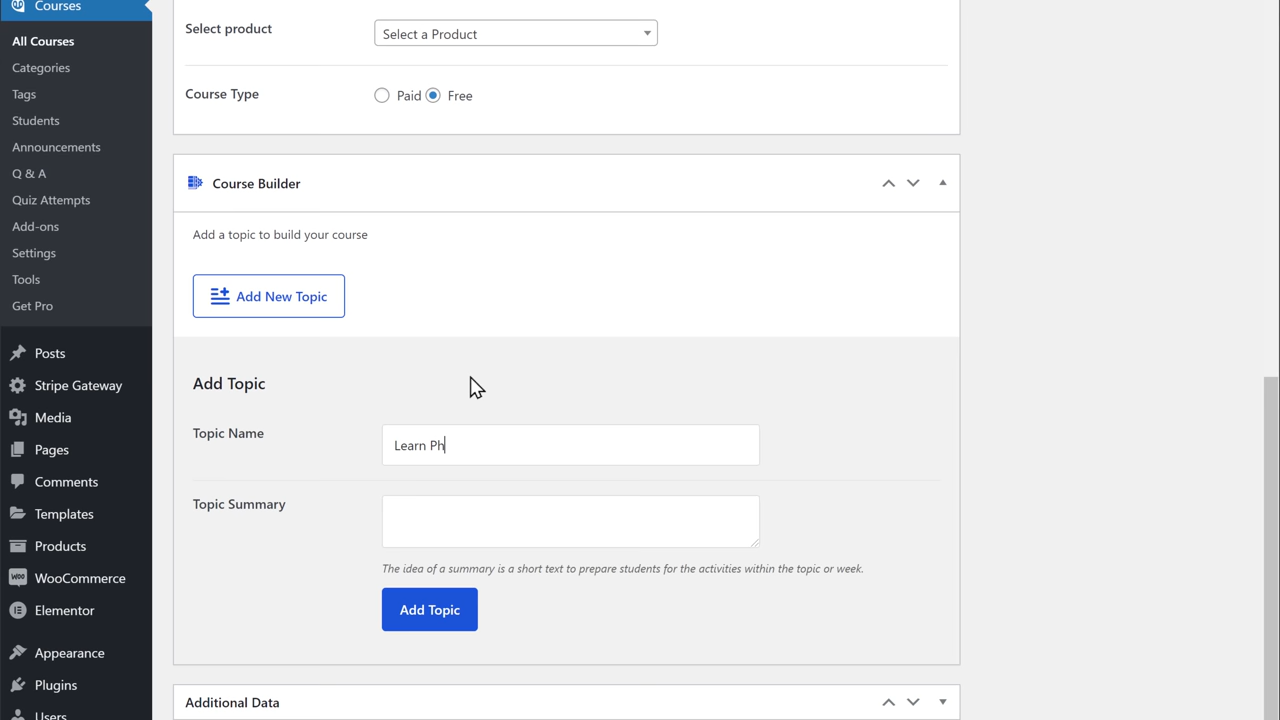 Courses
All Courses
Categories
Tags
Students
Announcements
Q & A
Quiz Attempts
Add-ons
Settings
Tools
Get Pro
Posts
Stripe Gateway
Media
Pages
Comments
Templates
Products
WooCommerce
Elementor
Appearance
Plugins
Users
Select product
Select a Product
Course Type
Paid
Free
Course Builder
Add a topic to build your course
Add New Topic
Add Topic
Topic Name
Learn Ph
Topic Summary
The idea of a summary is a short text to prepare students for the activities within the topic or week.
Add Topic
Additional Data